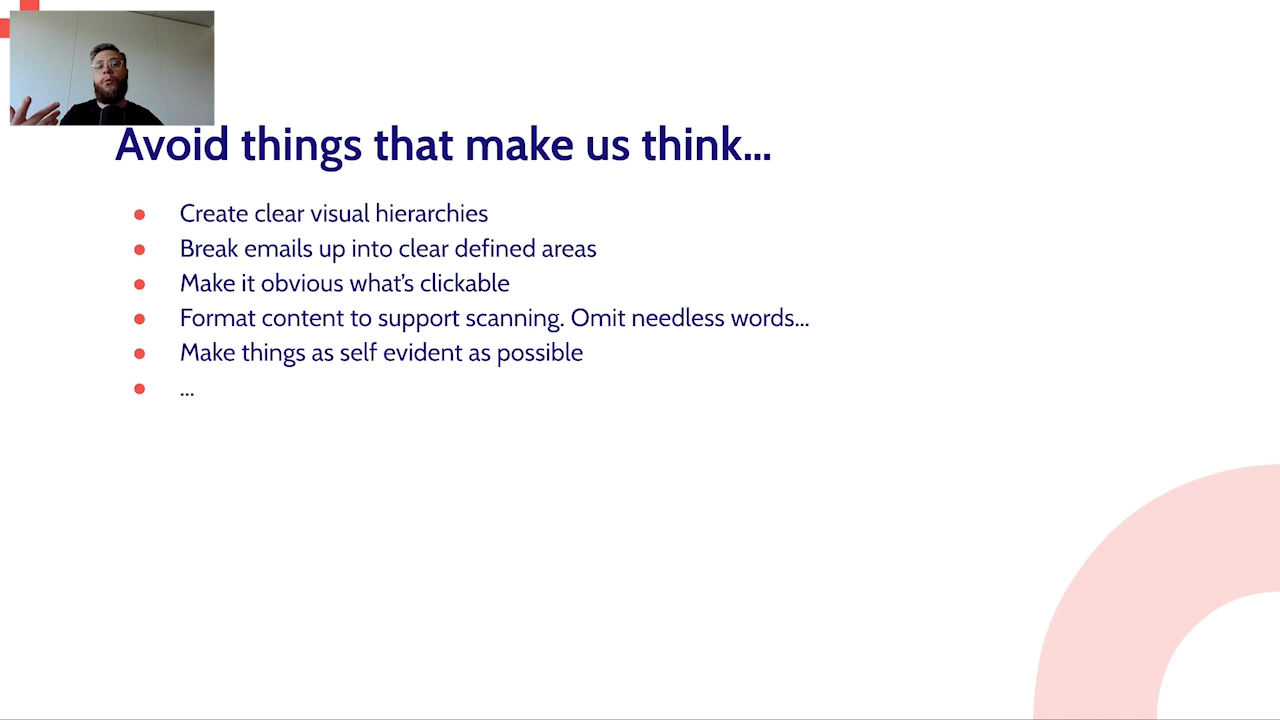 Avoid things that make us think...
Create clear visual hierarchies
Break emails up into clear defined areas
Make it obvious what's clickable
Format content to support scanning. Omit needless words...
Make things as self evident as possible
...